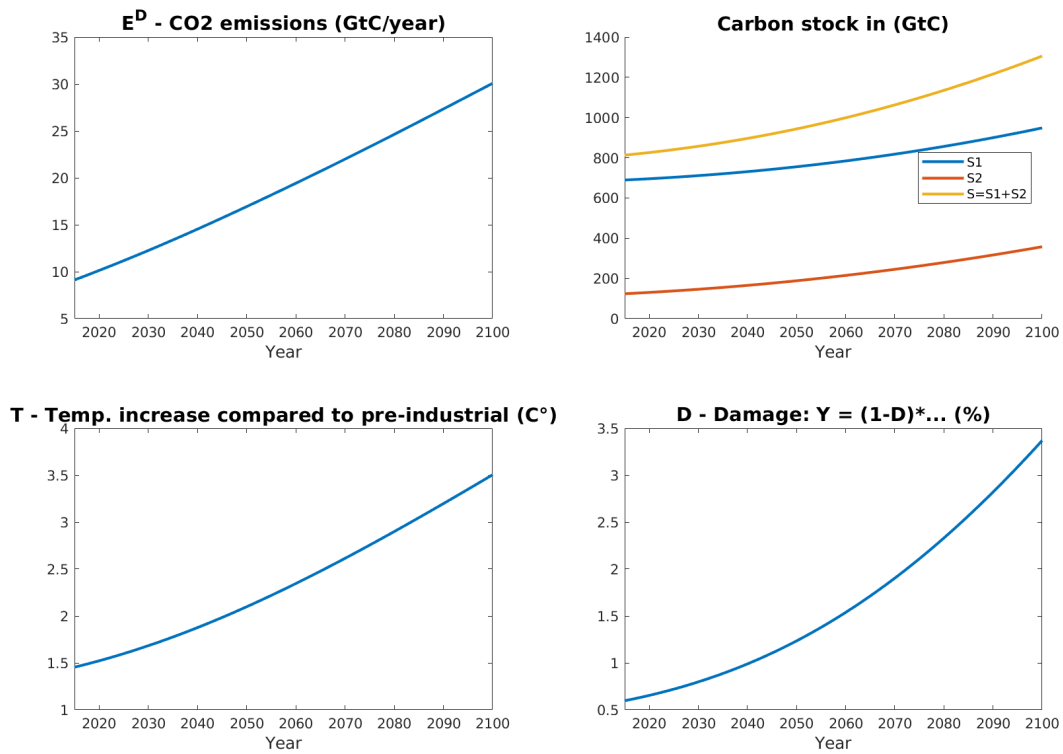 E^D - CO2 emissions (GtC/year)
35
30
25
20
15
10
5
2020 2030 2040 2050 2060 2070 2080 2090 2100
Year
Carbon stock in (GtC)
1400
1200
1000
800
600
400
200
0
S1
S2
S=S1+S2
2020 2030 2040 2050 2060 2070 2080 2090 2100
Year
T - Temp. increase compared to pre-industrial (C°)
4
3.5
3
2.5
2
1.5
1
2020 2030 2040 2050 2060 2070 2080 2090 2100
Year
D - Damage: Y = (1-D)*... (%)
3.5
3
2.5
2
1.5
1
0.5
2020 2030 2040 2050 2060 2070 2080 2090 2100
Year